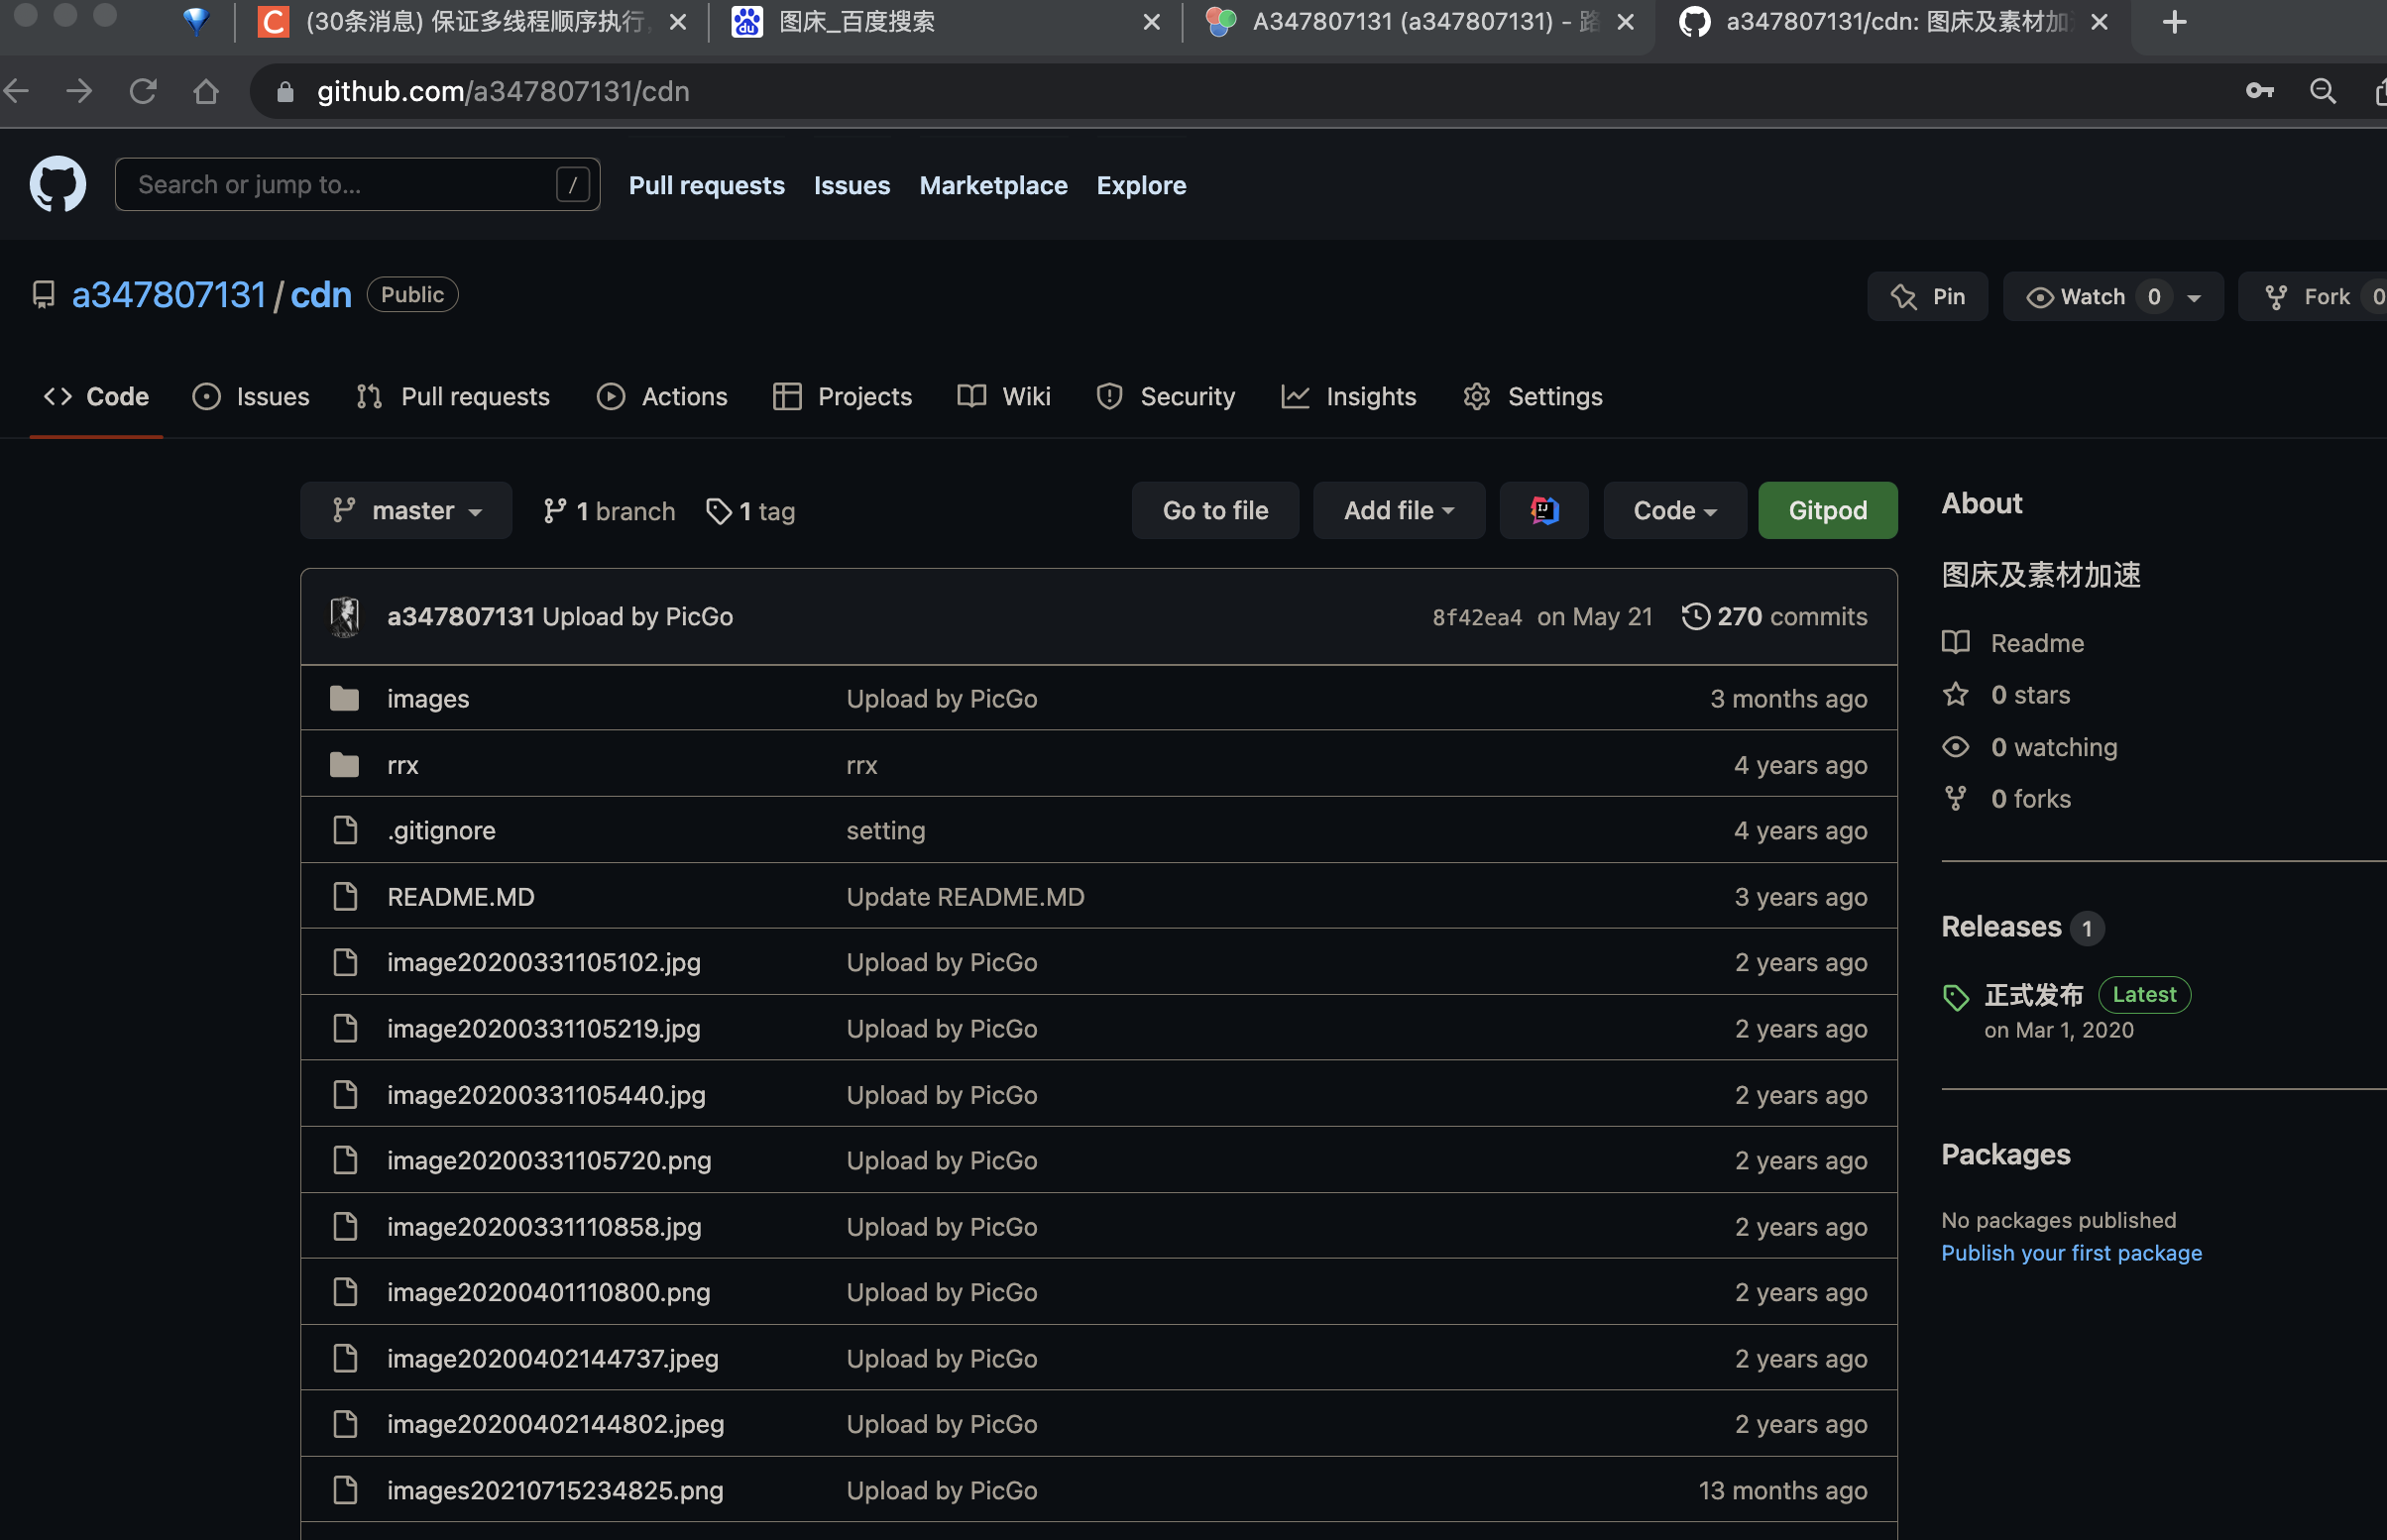 (30条消息) 保证多线程顺序执行,
图床_百度搜索
A347807131 (a347807131) - 路
a347807131/cdn: 图床及素材加速
github.com/a347807131/cdn
Search or jump to... /
Pull requests Issues Marketplace Explore
a347807131 / cdn Public
Pin Watch 0 Fork 0
Code Issues Pull requests Actions Projects Wiki Security Insights Settings
master 1 branch 1 tag Go to file Add file Code Gitpod
a347807131 Upload by PicGo 8f42ea4 on May 21 270 commits
images Upload by PicGo 3 months ago
rrx rrx 4 years ago
.gitignore setting 4 years ago
README.MD Update README.MD 3 years ago
image20200331105102.jpg Upload by PicGo 2 years ago
image20200331105219.jpg Upload by PicGo 2 years ago
image20200331105440.jpg Upload by PicGo 2 years ago
image20200331105720.png Upload by PicGo 2 years ago
image20200331110858.jpg Upload by PicGo 2 years ago
image20200401110800.png Upload by PicGo 2 years ago
image20200402144737.jpeg Upload by PicGo 2 years ago
image20200402144802.jpeg Upload by PicGo 2 years ago
images20210715234825.png Upload by PicGo 13 months ago
About
图床及素材加速
Readme
0 stars
0 watching
0 forks
Releases 1
正式发布 Latest
on Mar 1, 2020
Packages
No packages published
Publish your first package